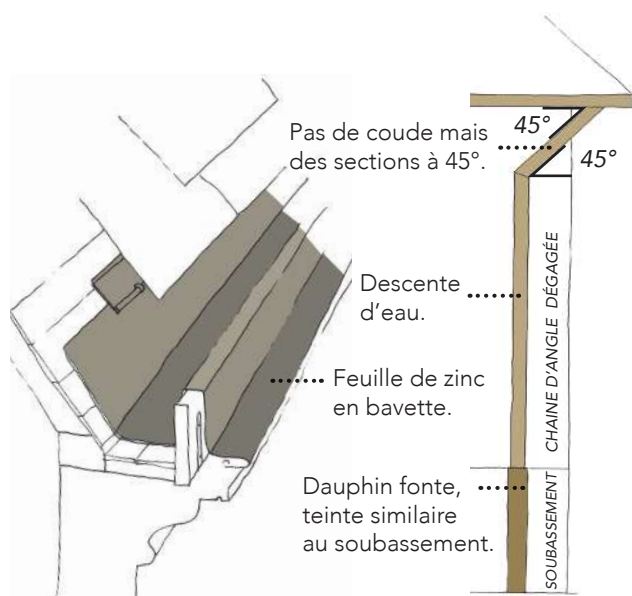 Pas de coude mais
des sections à 45°.
45°
45°
Descente
d'eau.
CHAINE D'ANGLE DÉGAGÉE
Feuille de zinc
en bavette.
Dauphin fonte,
teinte similaire
au soubassement.
SOUBASSEMENT